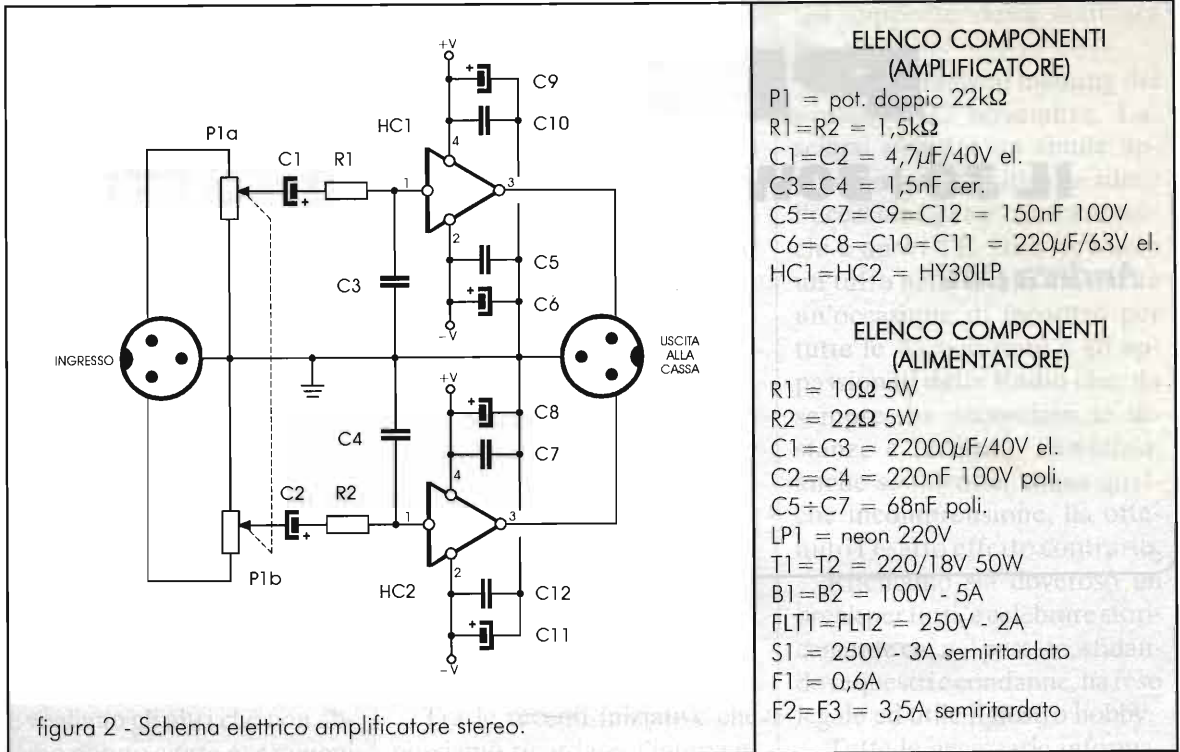 +V
+
C9
C10
HC1
4
P1a
C1
R1
1
3
+
2
C5
C3
C6
+
-V
INGRESSO
USCITA
ALLA
CASSA
+V
+
C8
C4
C7
4
C2
R2
1
3
+
2
P1b
HC2
C12
C11
+
-V
figura 2 - Schema elettrico amplificatore stereo.
ELENCO COMPONENTI
(AMPLIFICATORE)
P1 = pot. doppio 22kΩ
R1=R2 = 1,5kΩ
C1=C2 = 4,7µF/40V el.
C3=C4 = 1,5nF cer.
C5=C7=C9=C12 = 150nF 100V
C6=C8=C10=C11 = 220µF/63V el.
HC1=HC2 = HY30ILP
ELENCO COMPONENTI
(ALIMENTATORE)
R1 = 10Ω 5W
R2 = 22Ω 5W
C1=C3 = 22000µF/40V el.
C2=C4 = 220nF 100V poli.
C5÷C7 = 68nF poli.
LP1 = neon 220V
T1=T2 = 220/18V 50W
B1=B2 = 100V - 5A
FLT1=FLT2 = 250V - 2A
S1 = 250V - 3A semiritardato
F1 = 0,6A
F2=F3 = 3,5A semiritardato